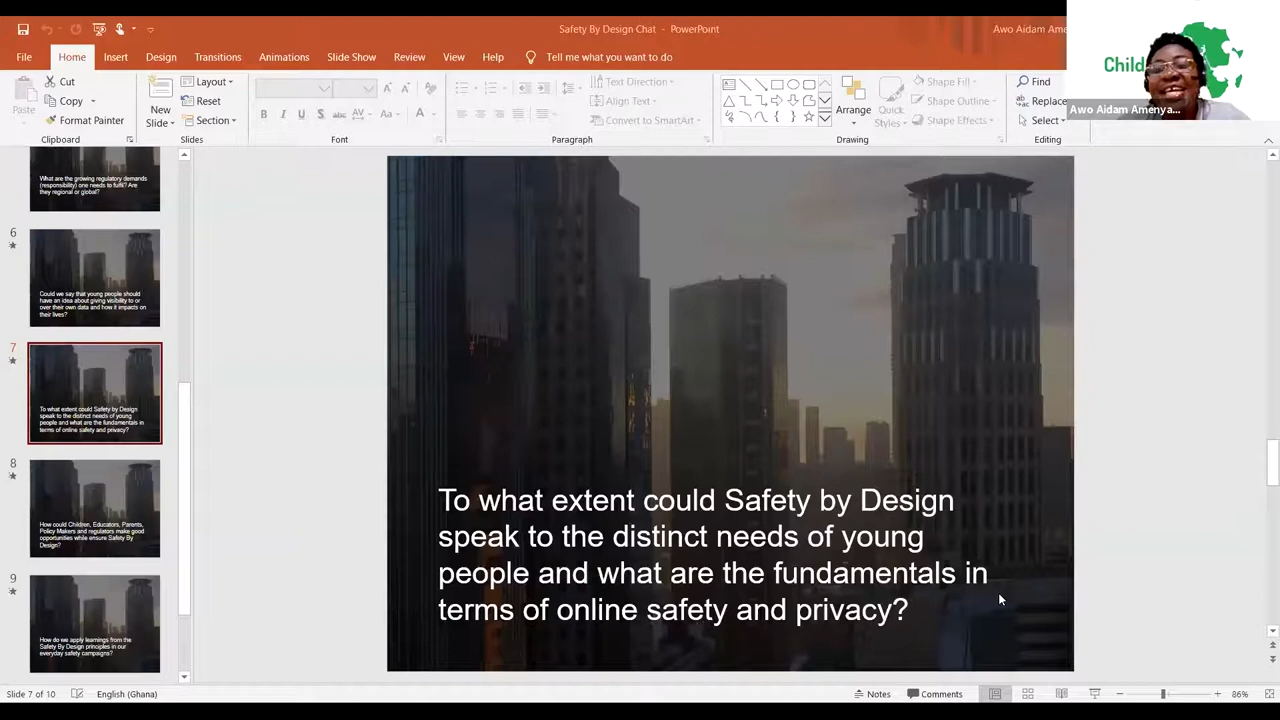 Safety By Design Chat - PowerPoint
Awo Aidam Ame
File
Home
Insert
Design
Transitions
Animations
Slide Show
Review
View
Help
Tell me what you want to do
Child
Awo Aidam Amenya...
Paste
Cut
Copy
Format Painter
Clipboard
New
Slide
Layout
Reset
Section
Slides
Font
Text Direction
Align Text
Convert to SmartArt
Paragraph
Arrange
Quick
Styles
Shape Fill
Shape Outline
Shape Effects
Drawing
Find
Replace
Select
Editing
What are the growing regulatory demands
(responsibility) one needs to fulfil? Are
they regional or global?
6
Could we say that young people should
have an idea about giving visibility to or
over their own data and how it impacts on
their lives?
7
To what extent could Safety by Design
speak to the distinct needs of young
people and what are the fundamentals in
terms of online safety and privacy?
8
How could Children, Educators, Parents,
Policy Makers and regulators make good
opportunities while ensure Safety By
Design?
9
How do we apply learnings from the
Safety By Design principles in our
everyday safety campaigns?
To what extent could Safety by Design
speak to the distinct needs of young
people and what are the fundamentals in
terms of online safety and privacy?
Slide 7 of 10
English (Ghana)
Notes
Comments
86%